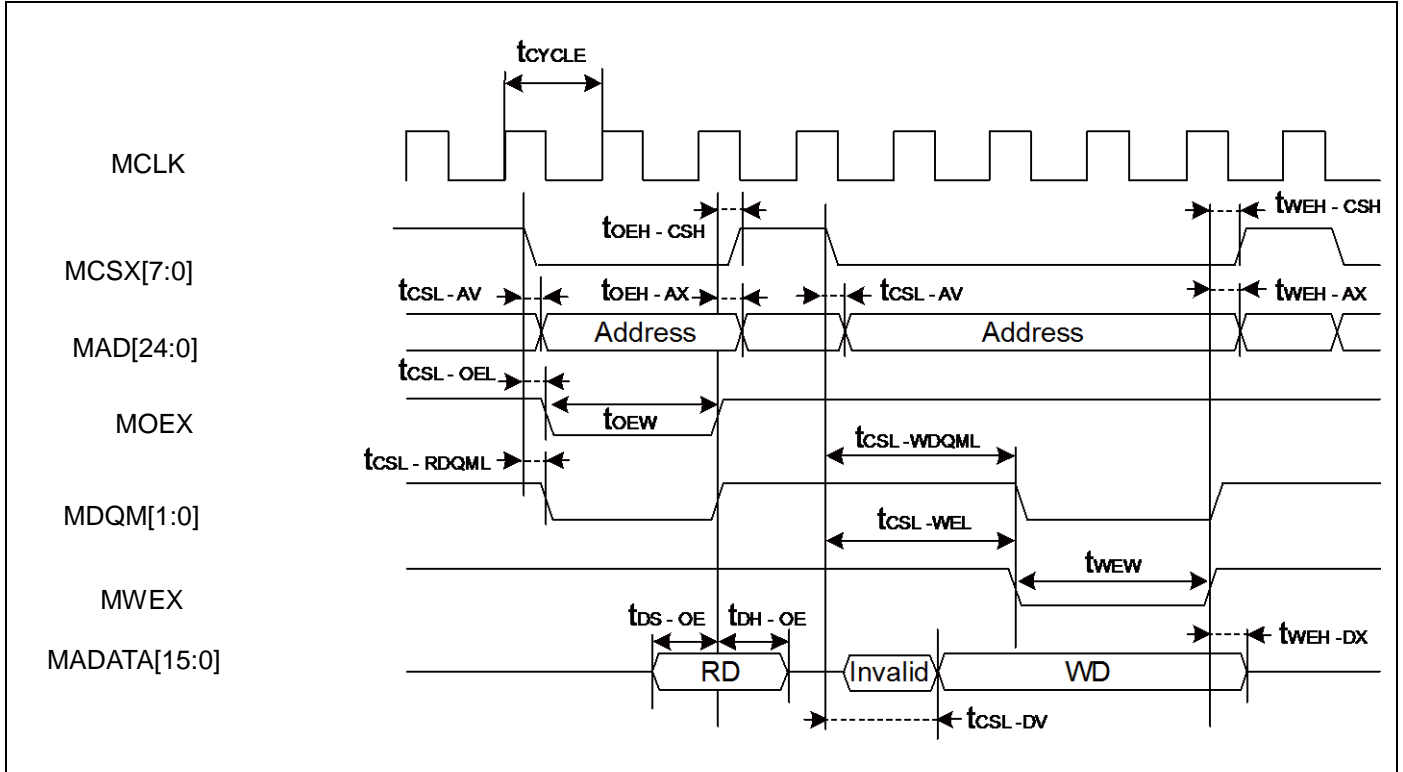 tCYCLE
MCLK
tOEH - CSH
tWEH - CSH
MCSX[7:0]
tCSL - AV
tOEH - AX
tCSL - AV
tWEH - AX
MAD[24:0]
Address
Address
tCSL - OEL
MOEX
tOEW
tCSL - RDQML
tCSL -WDQML
MDQM[1:0]
tCSL -WEL
tWEW
MWEX
tDS - OE
tDH - OE
tWEH -DX
MADATA[15:0]
RD
Invalid
WD
tCSL -DV